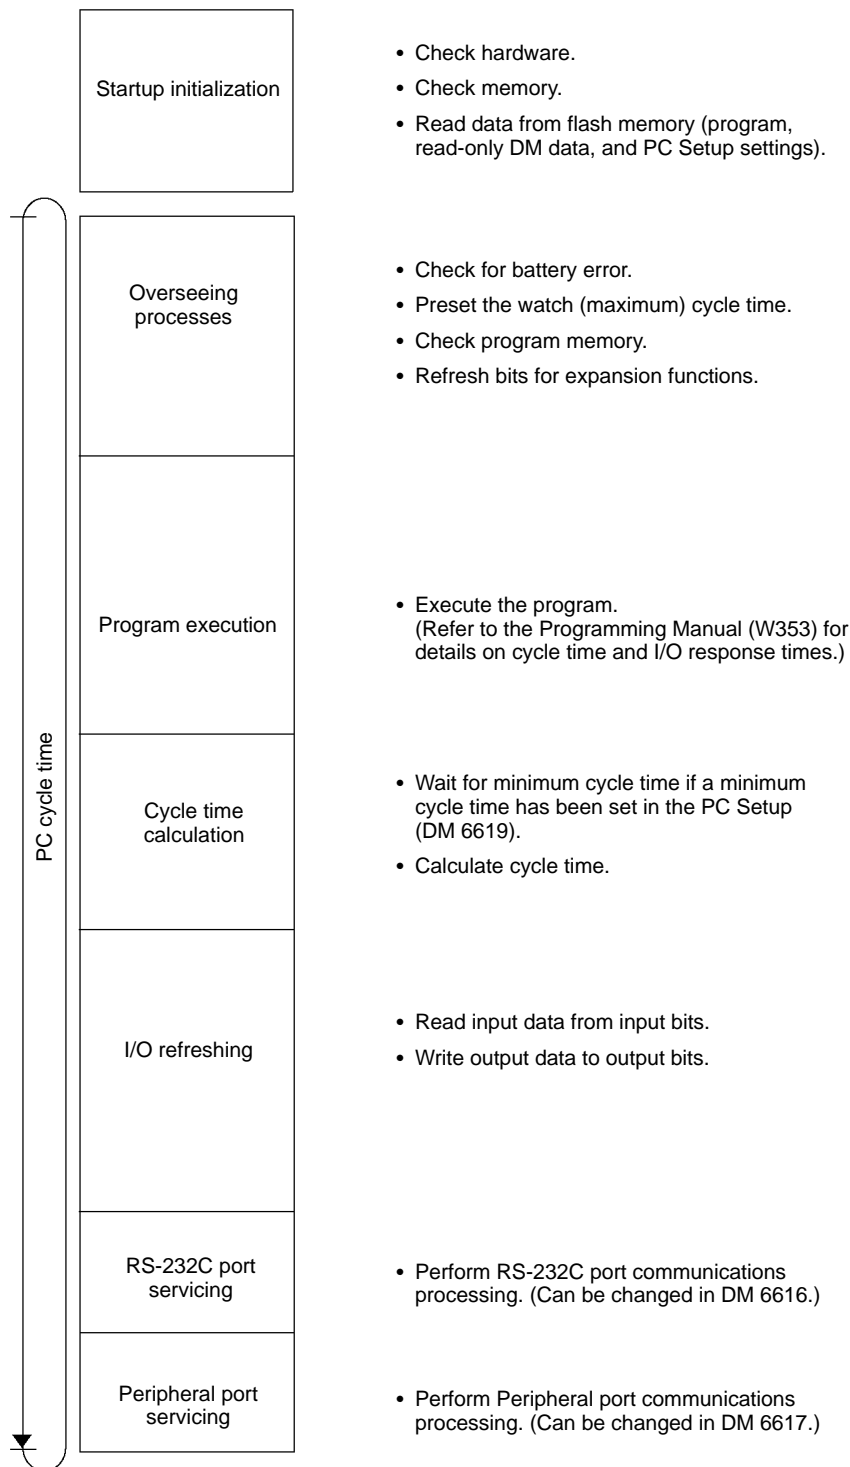 Startup initialization
• Check hardware.
• Check memory.
• Read data from flash memory (program,
read-only DM data, and PC Setup settings).
PC cycle time
Overseeing
processes
• Check for battery error.
• Preset the watch (maximum) cycle time.
• Check program memory.
• Refresh bits for expansion functions.
Program execution
• Execute the program.
(Refer to the Programming Manual (W353) for
details on cycle time and I/O response times.)
Cycle time
calculation
• Wait for minimum cycle time if a minimum
cycle time has been set in the PC Setup
(DM 6619).
• Calculate cycle time.
I/O refreshing
• Read input data from input bits.
• Write output data to output bits.
RS-232C port
servicing
• Perform RS-232C port communications
processing. (Can be changed in DM 6616.)
Peripheral port
servicing
• Perform Peripheral port communications
processing. (Can be changed in DM 6617.)